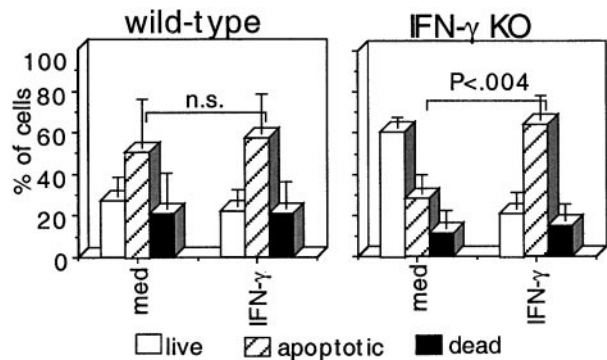 wild-type
IFN-γ KO
% of cells
100
80
60
40
20
0
n.s.
P<.004
med
IFN-γ
med
IFN-γ
live
apoptotic
dead